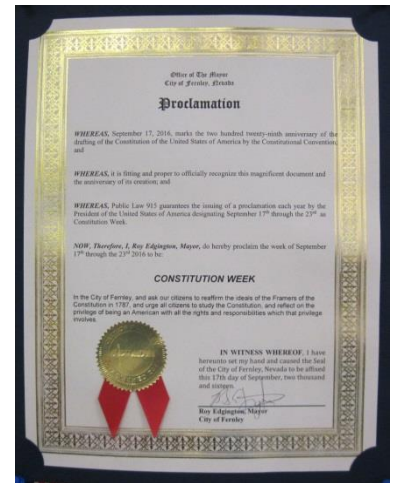 Office of The Mayor
City of Fernley, Nevada
Proclamation
WHEREAS, September 17, 2016, marks the two hundred twenty-ninth anniversary of the
drafting of the Constitution of the United States of America by the Constitutional Convention;
and
WHEREAS, it is fitting and proper to officially recognize this magnificent document and
the anniversary of its creation; and
WHEREAS, Public Law 915 guarantees the issuing of a proclamation each year by the
President of the United States of America designating September 17th through the 23rd as
Constitution Week.
NOW, Therefore, I, Roy Edgington, Mayor, do hereby proclaim the week of September
17th through the 23rd 2016 to be:
CONSTITUTION WEEK
In the City of Fernley, and ask our citizens to reaffirm the ideals of the Framers of the
Constitution in 1787, and urge all citizens to study the Constitution, and reflect on the
privilege of being an American with all the rights and responsibilities which that privilege
involves.
IN WITNESS WHEREOF, I have
hereunto set my hand and caused the Seal
of the City of Fernley, Nevada to be affixed
this 17th day of September, two thousand
and sixteen.
Roy Edgington, Mayor
City of Fernley